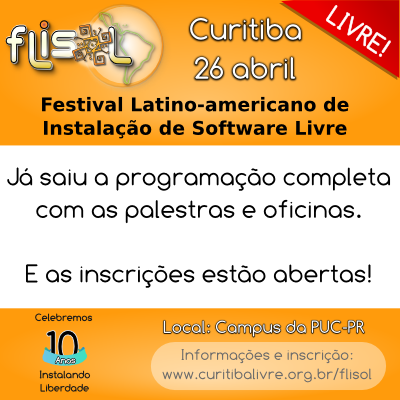 flisol
Curitiba
26 abril
LIVRE!
Festival Latino-americano de
Instalação de Software Livre
Já saiu a programação completa
com as palestras e oficinas.
E as inscrições estão abertas!
Celebremos
10
Anos
Instalando
Liberdade
Local: Campus da PUC-PR
Informações e inscrição:
www.curitibalivre.org.br/flisol